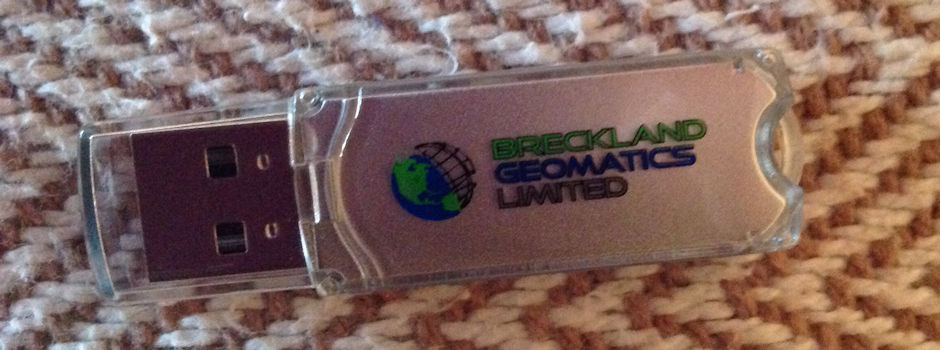 BRECKLAND
GEOMATICS
LIMITED